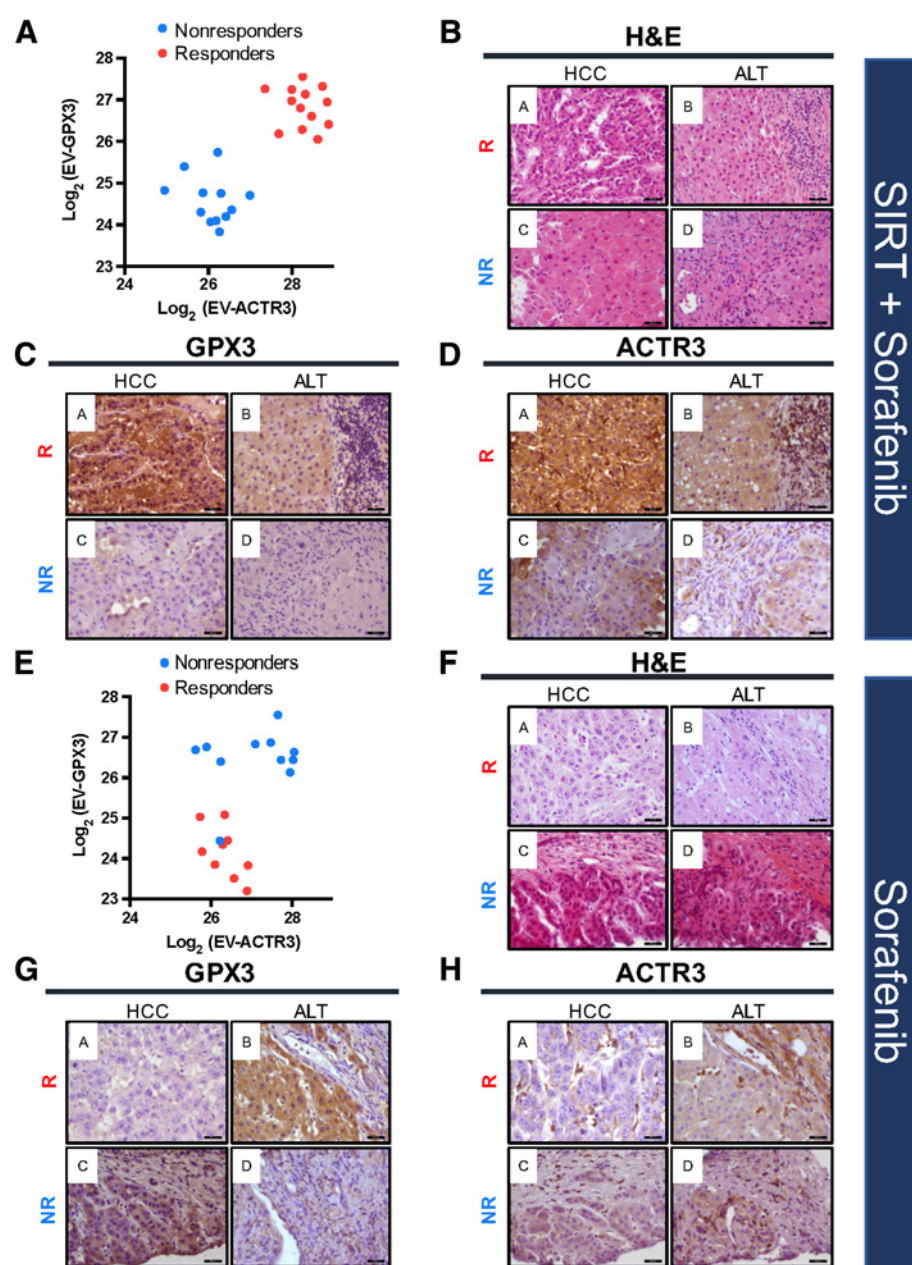 A
Nonresponders
Responders
28
27
26
25
24
23
24
26
28
Log2 (EV-GPX3)
Log2 (EV-ACTR3)
B
H&E
HCC
ALT
R
NR
A
B
C
D
C
GPX3
HCC
ALT
R
NR
A
B
C
D
D
ACTR3
HCC
ALT
R
NR
A
B
C
D
SIRT + Sorafenib
E
Nonresponders
Responders
28
27
26
25
24
23
24
26
28
Log2 (EV-GPX3)
Log2 (EV-ACTR3)
F
H&E
HCC
ALT
R
NR
A
B
C
D
G
GPX3
HCC
ALT
R
NR
A
B
C
D
H
ACTR3
HCC
ALT
R
NR
A
B
C
D
Sorafenib